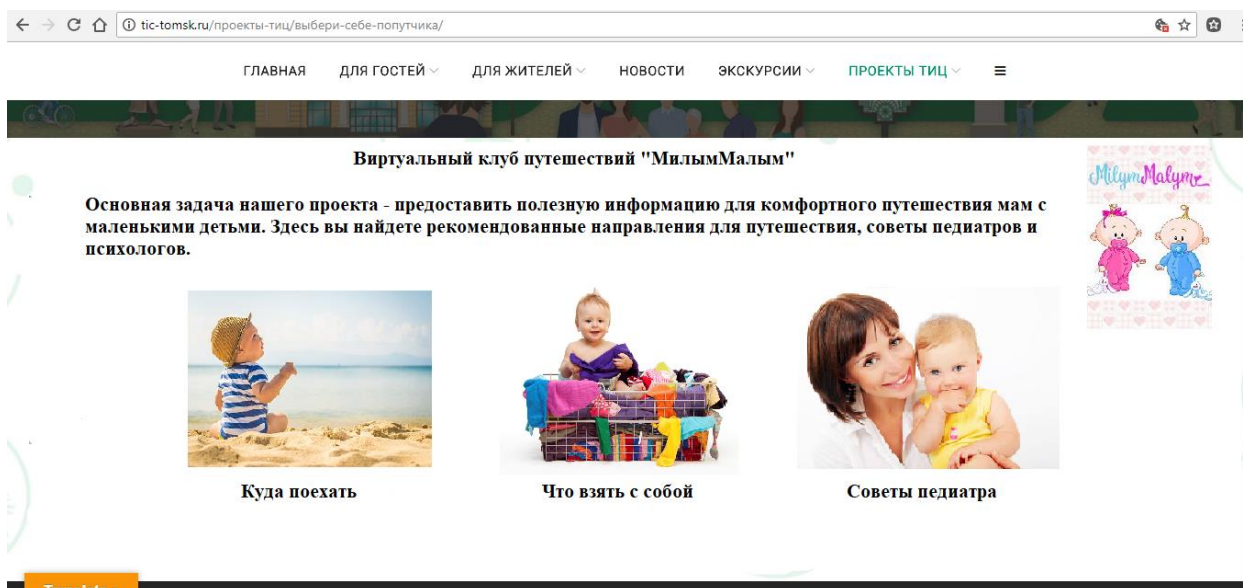 tic-tomsk.ru/проекты-тиц/выбери-себе-попутчика/
ГЛАВНАЯ ДЛЯ ГОСТЕЙ ДЛЯ ЖИТЕЛЕЙ НОВОСТИ ЭКСКУРСИИ ПРОЕКТЫ ТИЦ
Виртуальный клуб путешествий "МилымМалым"
MilymMalym
Основная задача нашего проекта - предоставить полезную информацию для комфортного путешествия мам с
маленькими детьми. Здесь вы найдете рекомендованные направления для путешествия, советы педиатров и
психологов.
Куда поехать Что взять с собой Советы педиатра